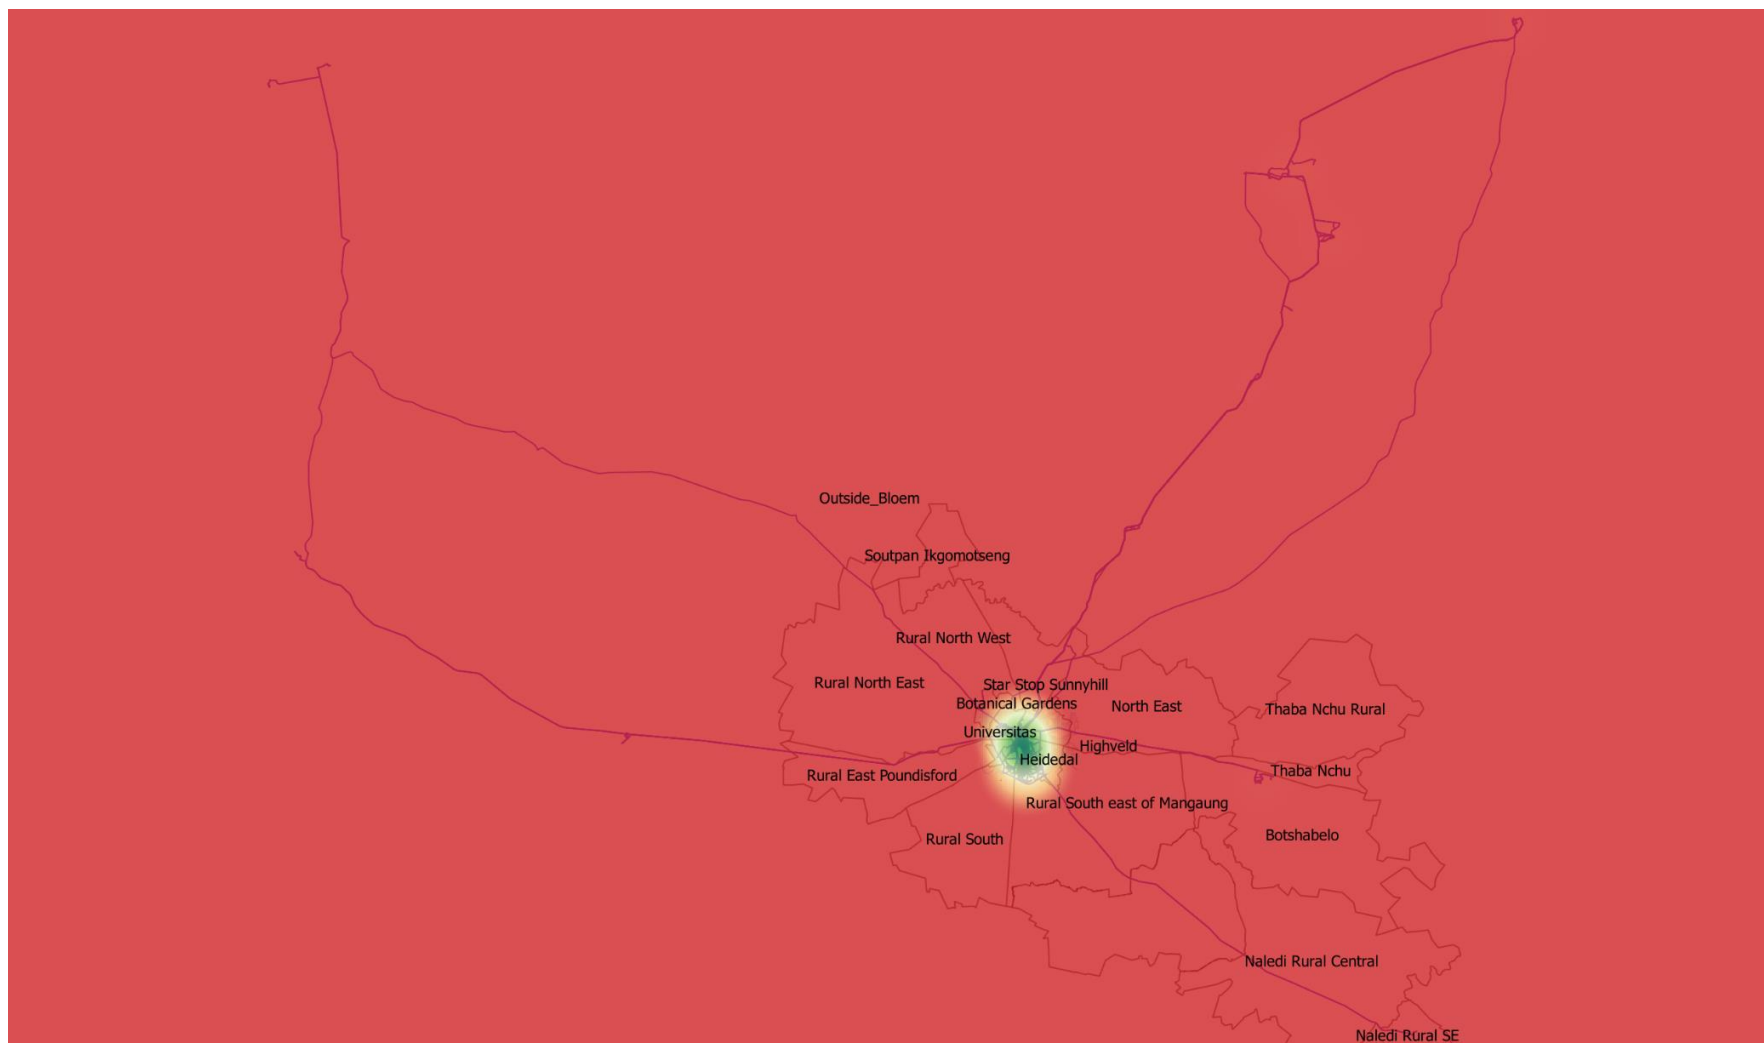 Outside_Bloem
Soutpan Ikgomotseng
Rural North West
Rural North East
Star Stop Sunnyhill
Botanical Gardens
North East
Thaba Nchu Rural
Universitas
Highveld
Heidedal
Thaba Nchu
Rural East Poundisford
Rural South east of Mangaung
Botshabelo
Rural South
Naledi Rural Central
Naledi Rural SE